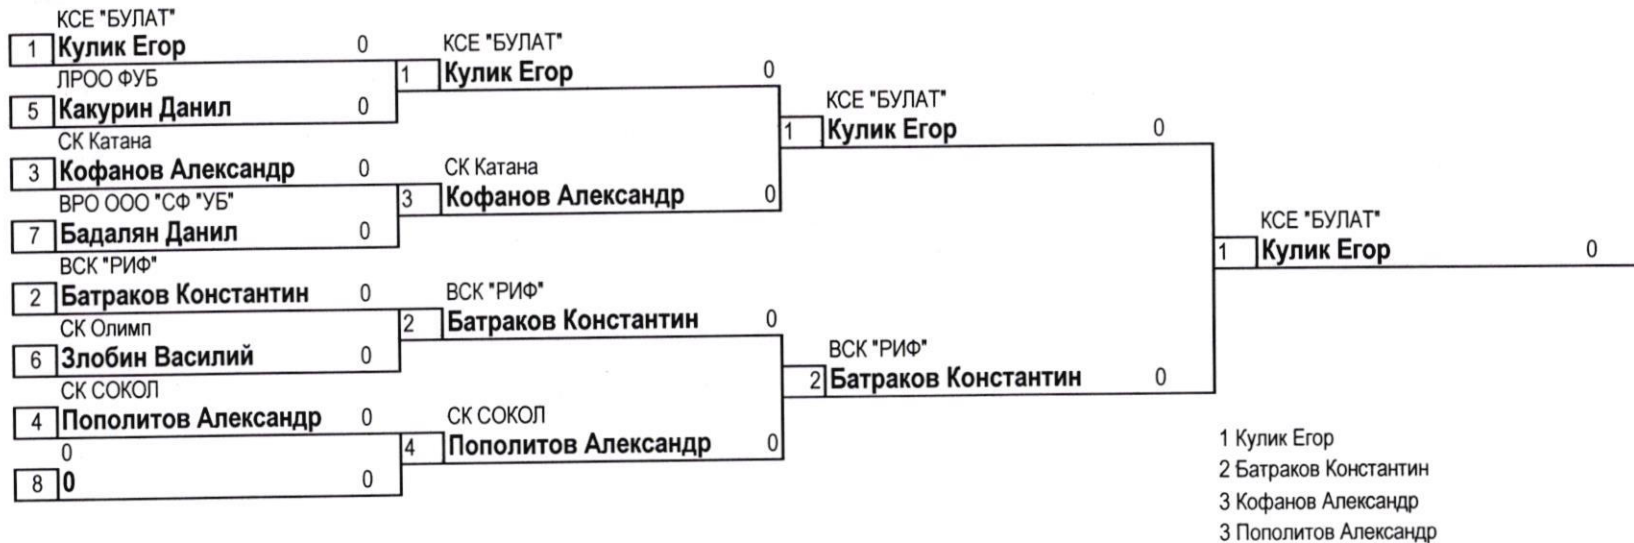 КСЕ "БУЛАТ"
1 Кулик Егор 0
ЛРОО ФУБ
5 Какурин Данил 0
СК Катана
3 Кофанов Александр 0
ВРО ООО "СФ "УБ"
7 Бадалян Данил 0
ВСК "РИФ"
2 Батраков Константин 0
СК Олимп
6 Злобин Василий 0
СК СОКОЛ
4 Пополитов Александр 0
0
8 0 0
КСЕ "БУЛАТ"
1 Кулик Егор 0
СК Катана
3 Кофанов Александр 0
ВСК "РИФ"
2 Батраков Константин 0
СК СОКОЛ
4 Пополитов Александр 0
КСЕ "БУЛАТ"
1 Кулик Егор 0
ВСК "РИФ"
2 Батраков Константин 0
КСЕ "БУЛАТ"
1 Кулик Егор 0
1 Кулик Егор
2 Батраков Константин
3 Кофанов Александр
3 Пополитов Александр